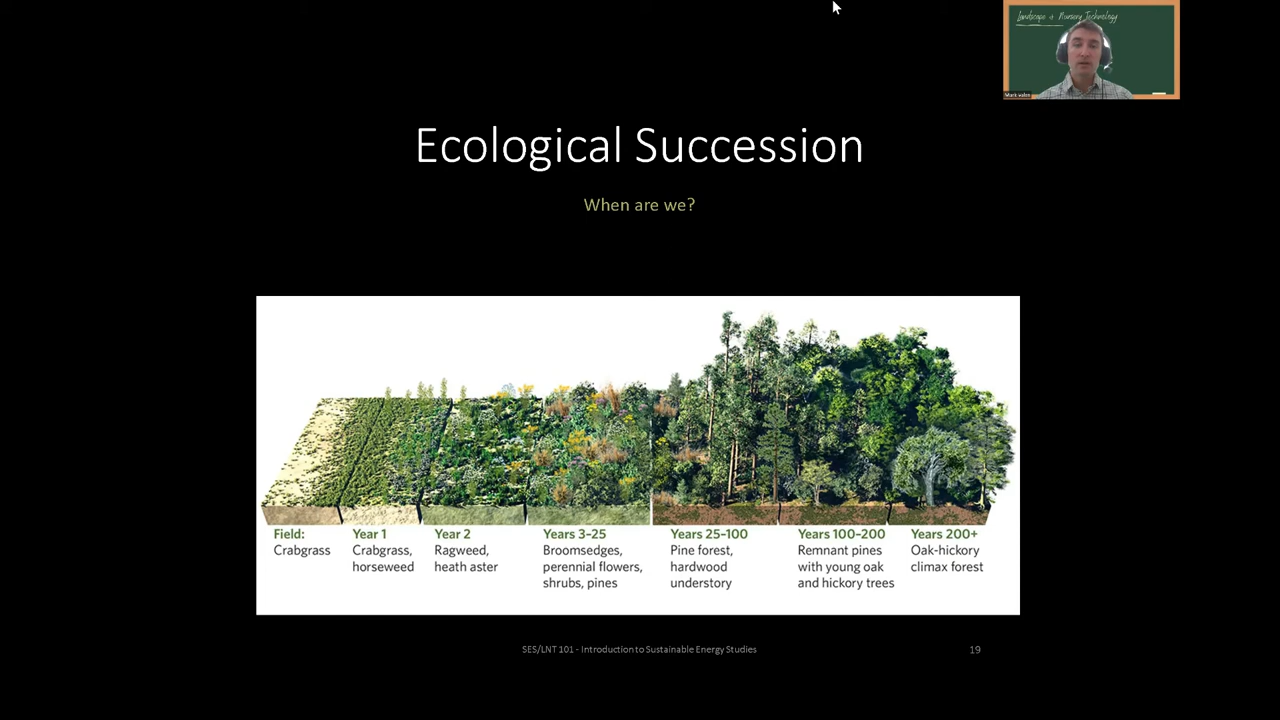 Landscape & Nursery Technology
Mark Wales
Ecological Succession
When are we?
Field:
Crabgrass
Year 1
Crabgrass,
horseweed
Year 2
Ragweed,
heath aster
Years 3–25
Broomsedges,
perennial flowers,
shrubs, pines
Years 25–100
Pine forest,
hardwood
understory
Years 100–200
Remnant pines
with young oak
and hickory trees
Years 200+
Oak-hickory
climax forest
SES/LNT 101 - Introduction to Sustainable Energy Studies
19